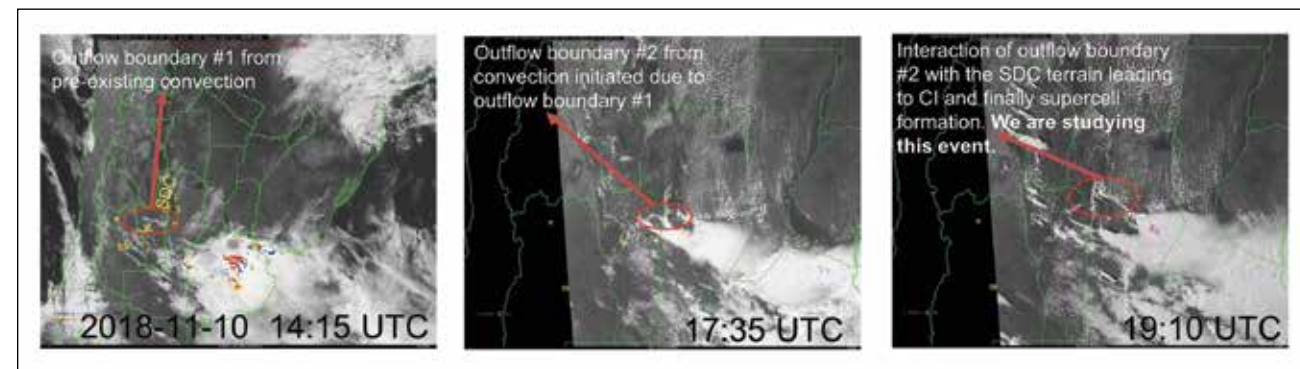 Outflow boundary #1 from
pre-existing convection
SDC
2018-11-10 14:15 UTC
Outflow boundary #2 from
convection initiated due to
outflow boundary #1
17:35 UTC
Interaction of outflow boundary
#2 with the SDC terrain leading
to CI and finally supercell
formation. We are studying
this event.
19:10 UTC